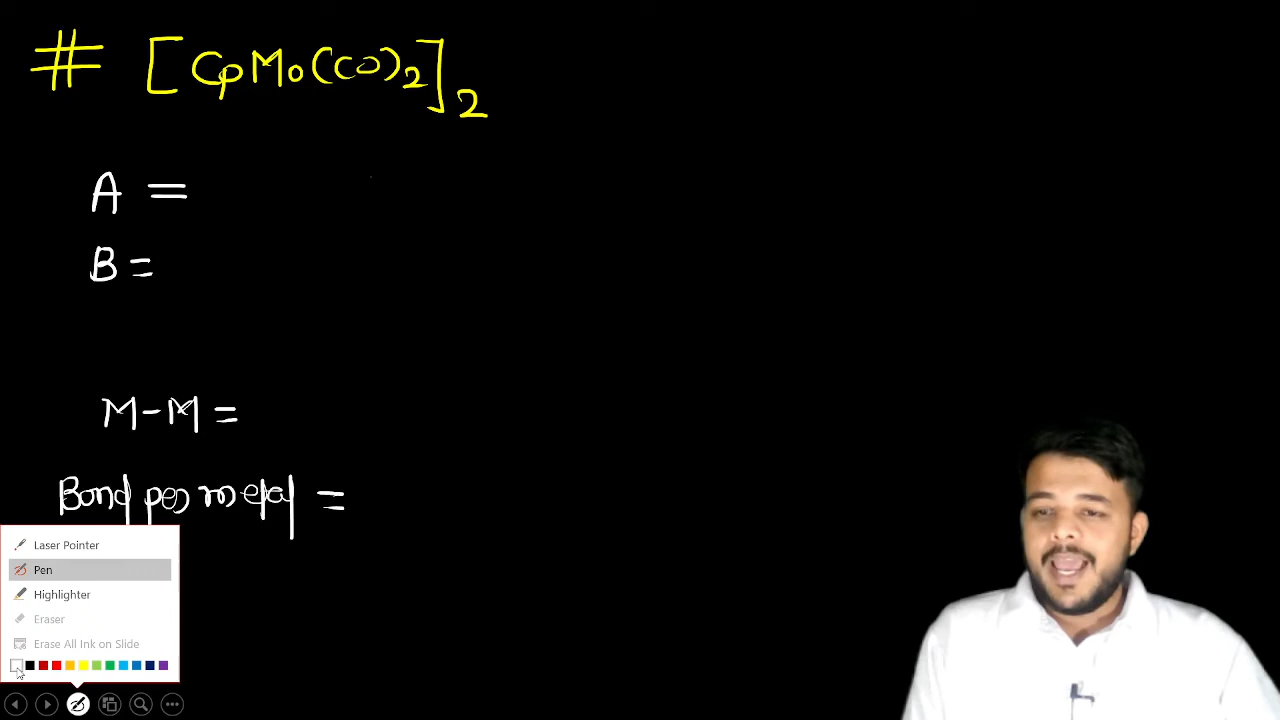 # [CpMo(CO)2]2
A =
B =
M-M =
Bond per metal =
Laser Pointer
Pen
Highlighter
Eraser
Erase All Ink on Slide